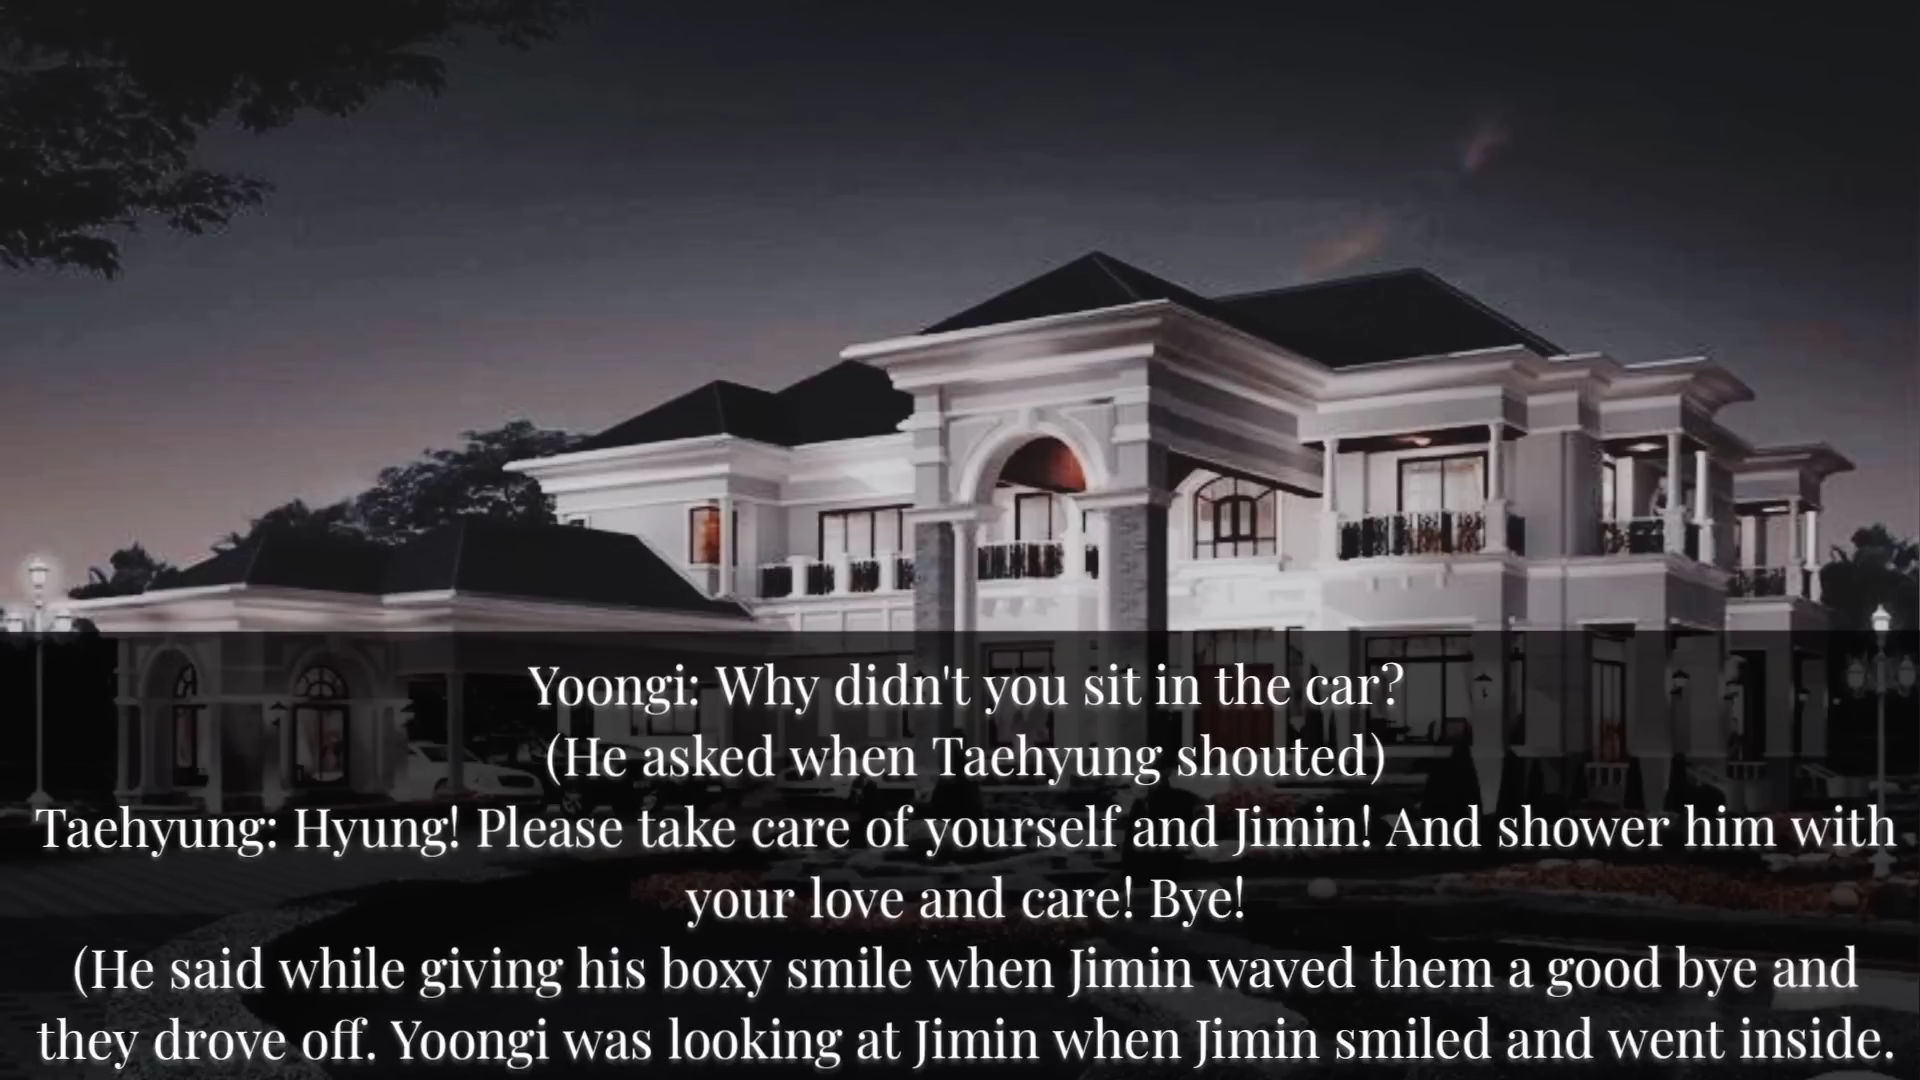 Yoongi: Why didn't you sit in the car?
(He asked when Taehyung shouted)
Taehyung: Hyung! Please take care of yourself and Jimin! And shower him with
your love and care! Bye!
(He said while giving his boxy smile when Jimin waved them a good bye and
they drove off. Yoongi was looking at Jimin when Jimin smiled and went inside.